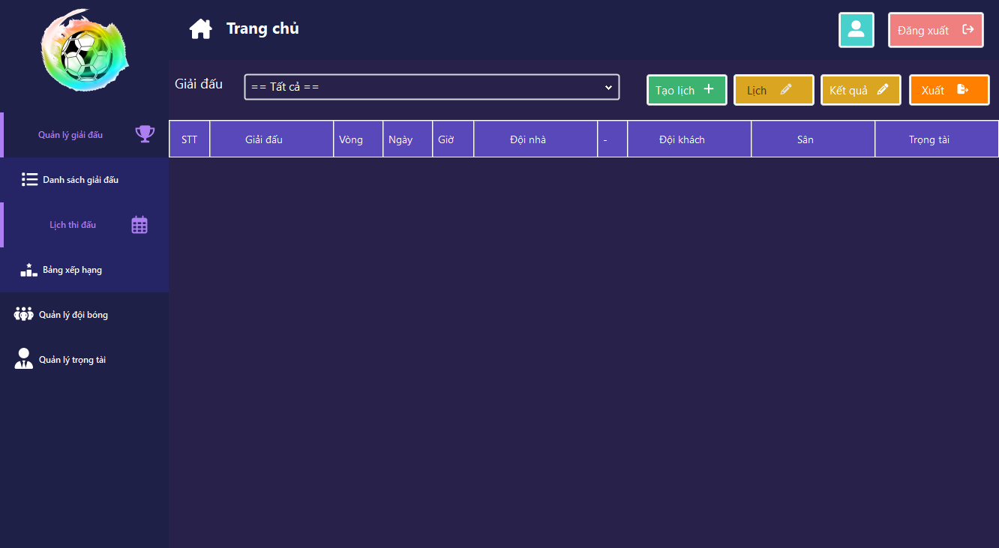 Trang chủ
Đăng xuất
Giải đấu
== Tất cả ==
Tạo lịch
Lịch
Kết quả
Xuất
Quản lý giải đấu
Danh sách giải đấu
Lịch thi đấu
Bảng xếp hạng
Quản lý đội bóng
Quản lý trọng tài
STT Giải đấu Vòng Ngày Giờ Đội nhà - Đội khách Sân Trọng tài